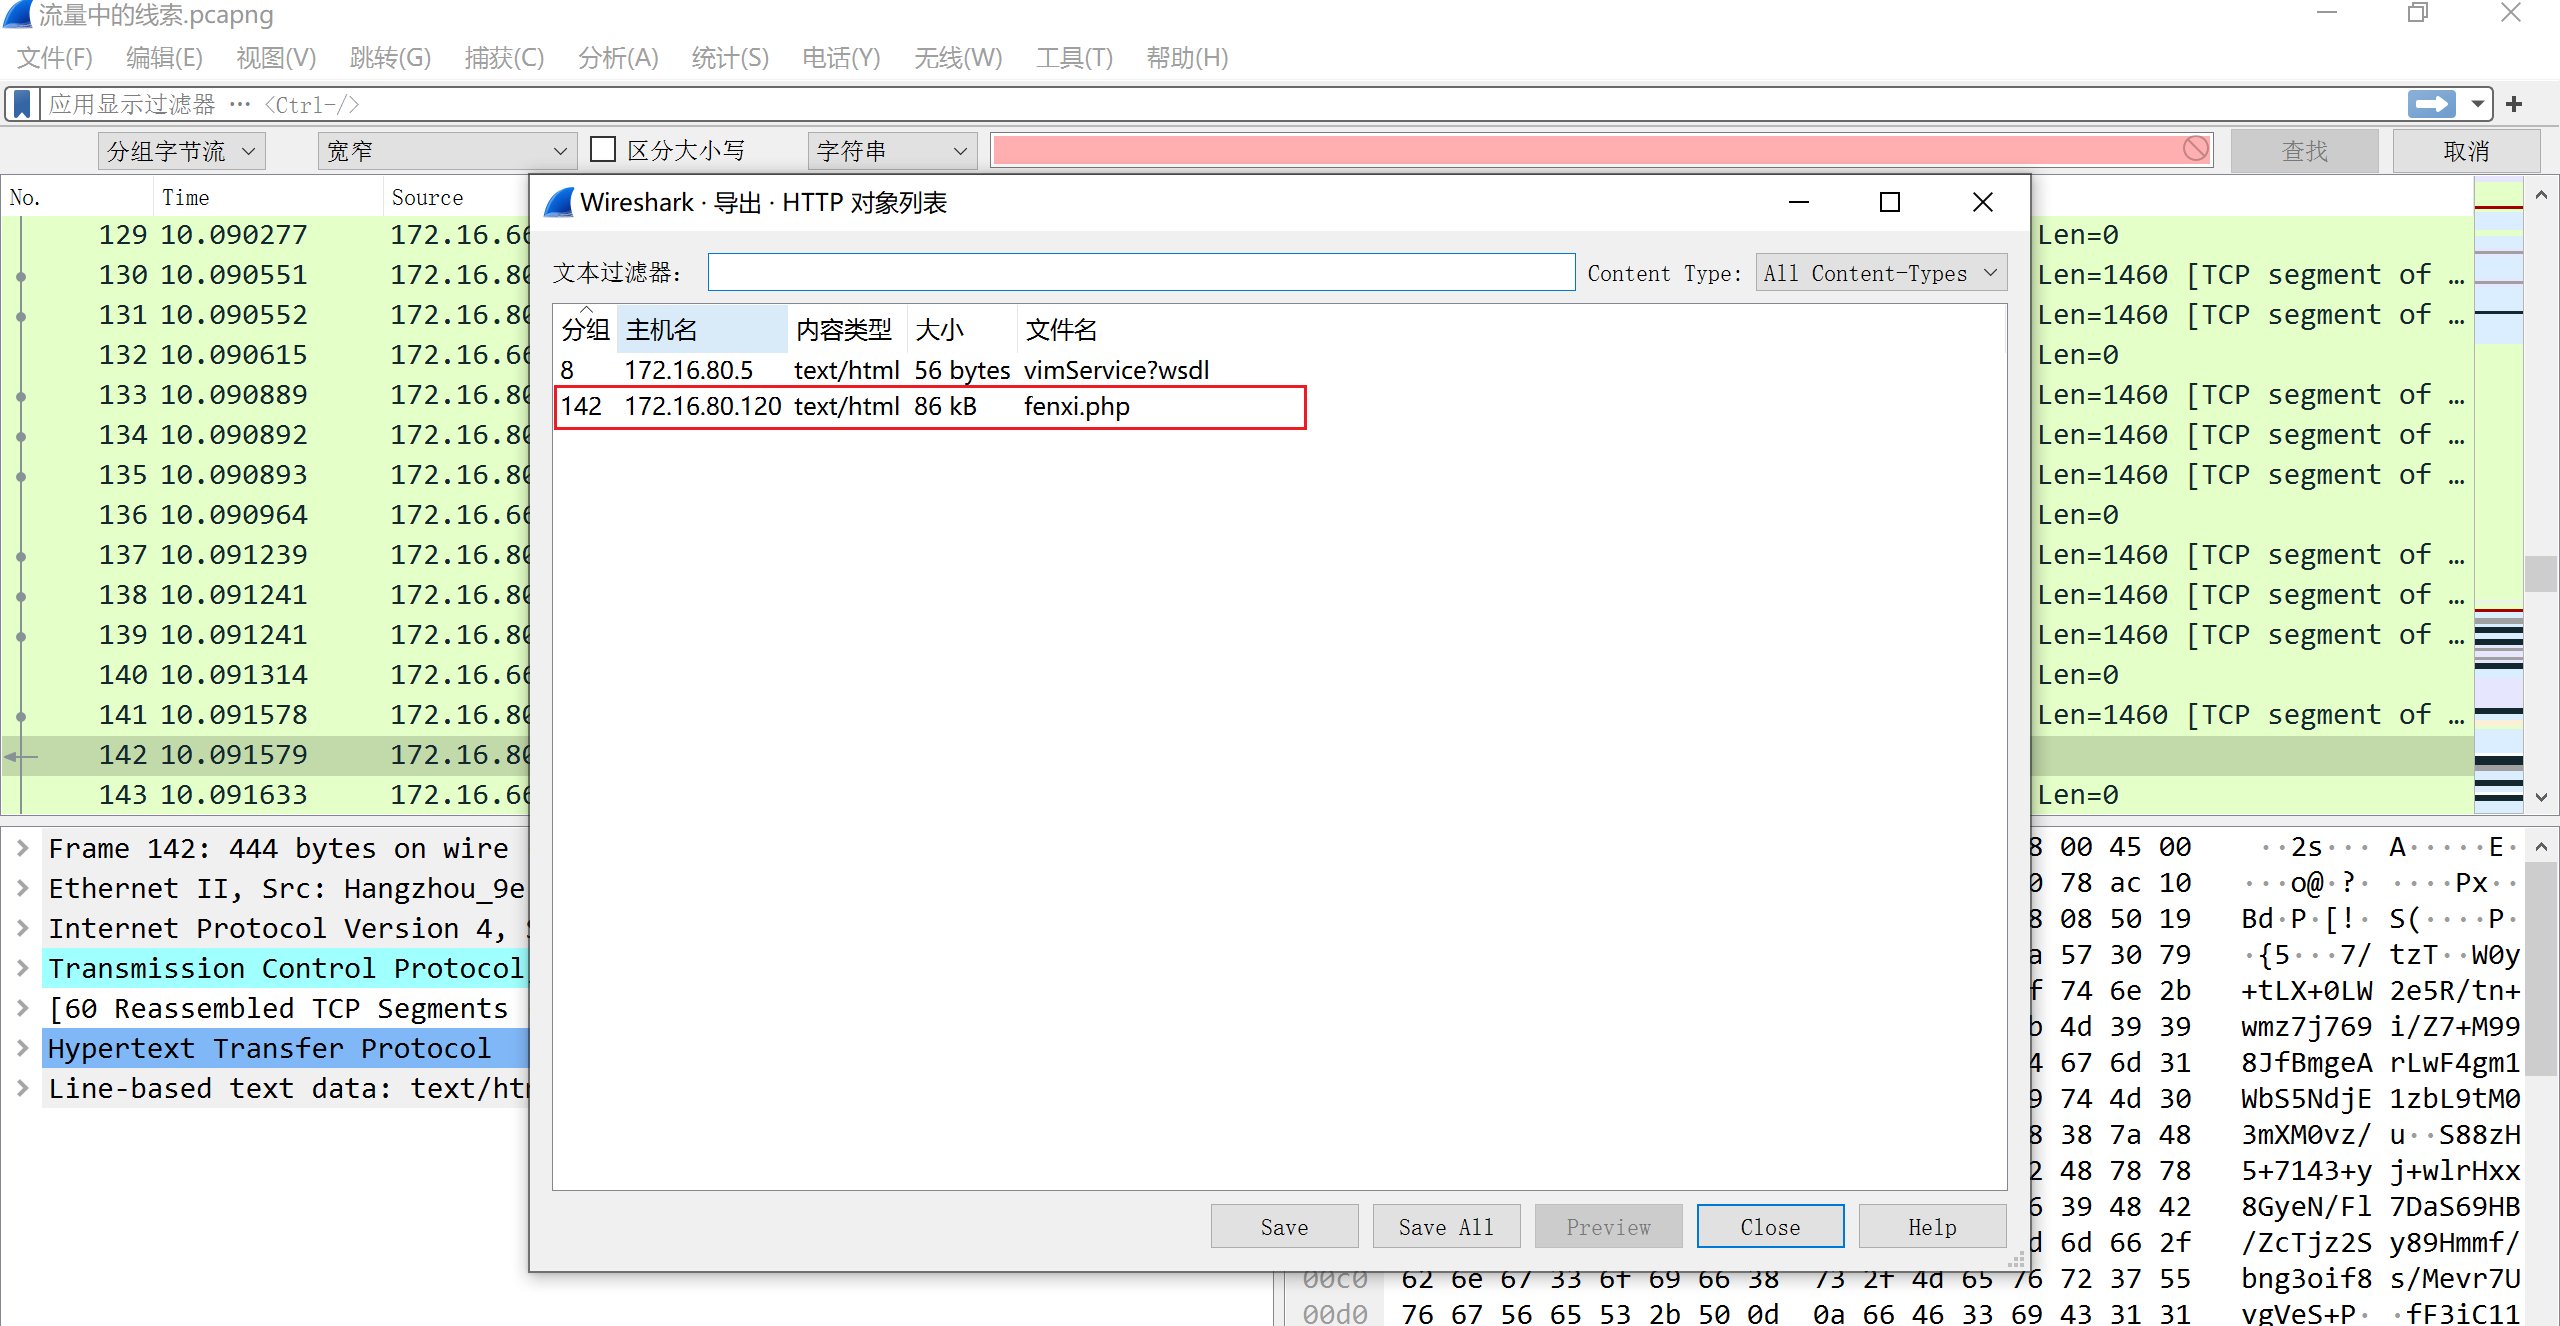 流量中的线索.pcapng
文件(F) 编辑(E) 视图(V) 跳转(G) 捕获(C) 分析(A) 统计(S) 电话(Y) 无线(W) 工具(T) 帮助(H)
应用显示过滤器 … <Ctrl-/>
分组字节流 宽窄 区分大小写 字符串 查找 取消
No. Time Source
129 10.090277 172.16.66 Len=0
130 10.090551 172.16.80 Len=1460 [TCP segment of …
131 10.090552 172.16.80 Len=1460 [TCP segment of …
132 10.090615 172.16.66 Len=0
133 10.090889 172.16.80 Len=1460 [TCP segment of …
134 10.090892 172.16.80 Len=1460 [TCP segment of …
135 10.090893 172.16.80 Len=1460 [TCP segment of …
136 10.090964 172.16.66 Len=0
137 10.091239 172.16.80 Len=1460 [TCP segment of …
138 10.091241 172.16.80 Len=1460 [TCP segment of …
139 10.091241 172.16.80 Len=1460 [TCP segment of …
140 10.091314 172.16.66 Len=0
141 10.091578 172.16.80 Len=1460 [TCP segment of …
142 10.091579 172.16.80
143 10.091633 172.16.66 Len=0
Wireshark · 导出 · HTTP 对象列表
文本过滤器: Content Type: All Content-Types
分组 主机名 内容类型 大小 文件名
8 172.16.80.5 text/html 56 bytes vimService?wsdl
142 172.16.80.120 text/html 86 kB fenxi.php
Save Save All Preview Close Help
Frame 142: 444 bytes on wire
Ethernet II, Src: Hangzhou_9e
Internet Protocol Version 4,
Transmission Control Protocol
[60 Reassembled TCP Segments
Hypertext Transfer Protocol
Line-based text data: text/ht
8 00 45 00 ··2s··· A·····E·
0 78 ac 10 ···o@·?· ····Px··
8 08 50 19 Bd·P·[!· S(····P·
a 57 30 79 ·{5···7/ tzT··W0y
f 74 6e 2b +tLX+0LW 2e5R/tn+
b 4d 39 39 wmz7j769 i/Z7+M99
4 67 6d 31 8JfBmgeA rLwF4gm1
9 74 4d 30 WbS5NdjE 1zbL9tM0
8 38 7a 48 3mXM0vz/ u··S88zH
2 48 78 78 5+7143+y j+wlrHxx
6 39 48 42 8GyeN/Fl 7DaS69HB
d 6d 66 2f /ZcTjz2S y89Hmmf/
00c0 62 6e 67 33 6f 69 66 38 73 2f 4d 65 76 72 37 55 bng3oif8 s/Mevr7U
00d0 76 67 56 65 53 2b 50 0d 0a 66 46 33 69 43 31 31 vgVeS+P· ·fF3iC11